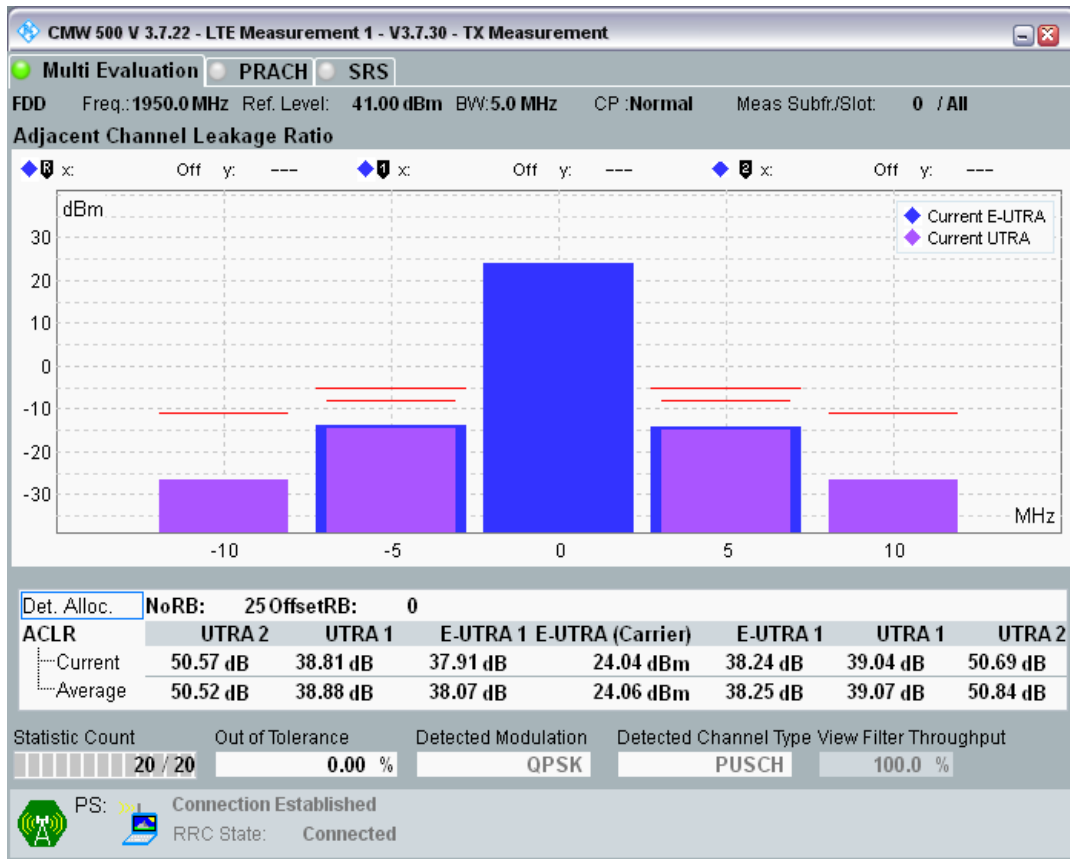 CMW 500 V 3.7.22 - LTE Measurement 1 - V3.7.30 - TX Measurement
Multi Evaluation PRACH SRS
FDD Freq.:1950.0 MHz Ref. Level: 41.00 dBm BW:5.0 MHz CP :Normal Meas Subfr./Slot: 0 / All
Adjacent Channel Leakage Ratio
R x: Off y: --- 1 x: Off y: --- 2 x: Off y: ---
dBm
Current E-UTRA
Current UTRA
30
20
10
0
-10
-20
-30
MHz
-10 -5 0 5 10
Det. Alloc. NoRB: 25 OffsetRB: 0
ACLR UTRA 2 UTRA 1 E-UTRA 1 E-UTRA (Carrier) E-UTRA 1 UTRA 1 UTRA 2
Current 50.57 dB 38.81 dB 37.91 dB 24.04 dBm 38.24 dB 39.04 dB 50.69 dB
Average 50.52 dB 38.88 dB 38.07 dB 24.06 dBm 38.25 dB 39.07 dB 50.84 dB
Statistic Count Out of Tolerance Detected Modulation Detected Channel Type View Filter Throughput
20 / 20 0.00 % QPSK PUSCH 100.0 %
PS: Connection Established
RRC State: Connected